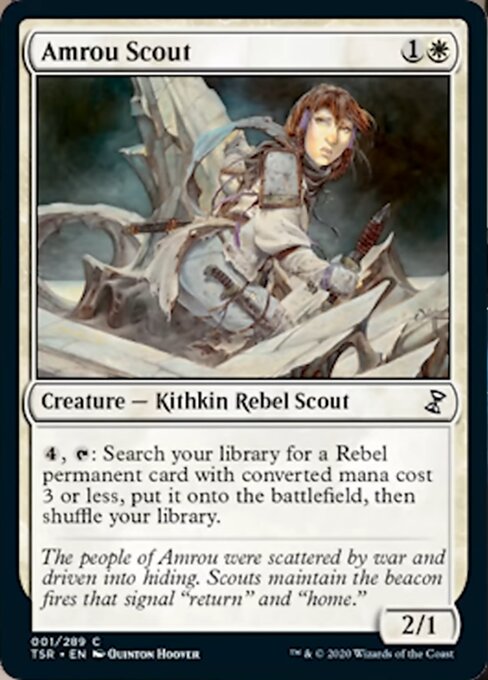 Amrou Scout 1
Creature — Kithkin Rebel Scout
4, T: Search your library for a Rebel
permanent card with converted mana cost
3 or less, put it onto the battlefield, then
shuffle your library.
The people of Amrou were scattered by war and
driven into hiding. Scouts maintain the beacon
fires that signal “return” and “home.”
2/1
001/289 C
TSR • EN Quinton Hoover
™ & © 2020 Wizards of the Coast